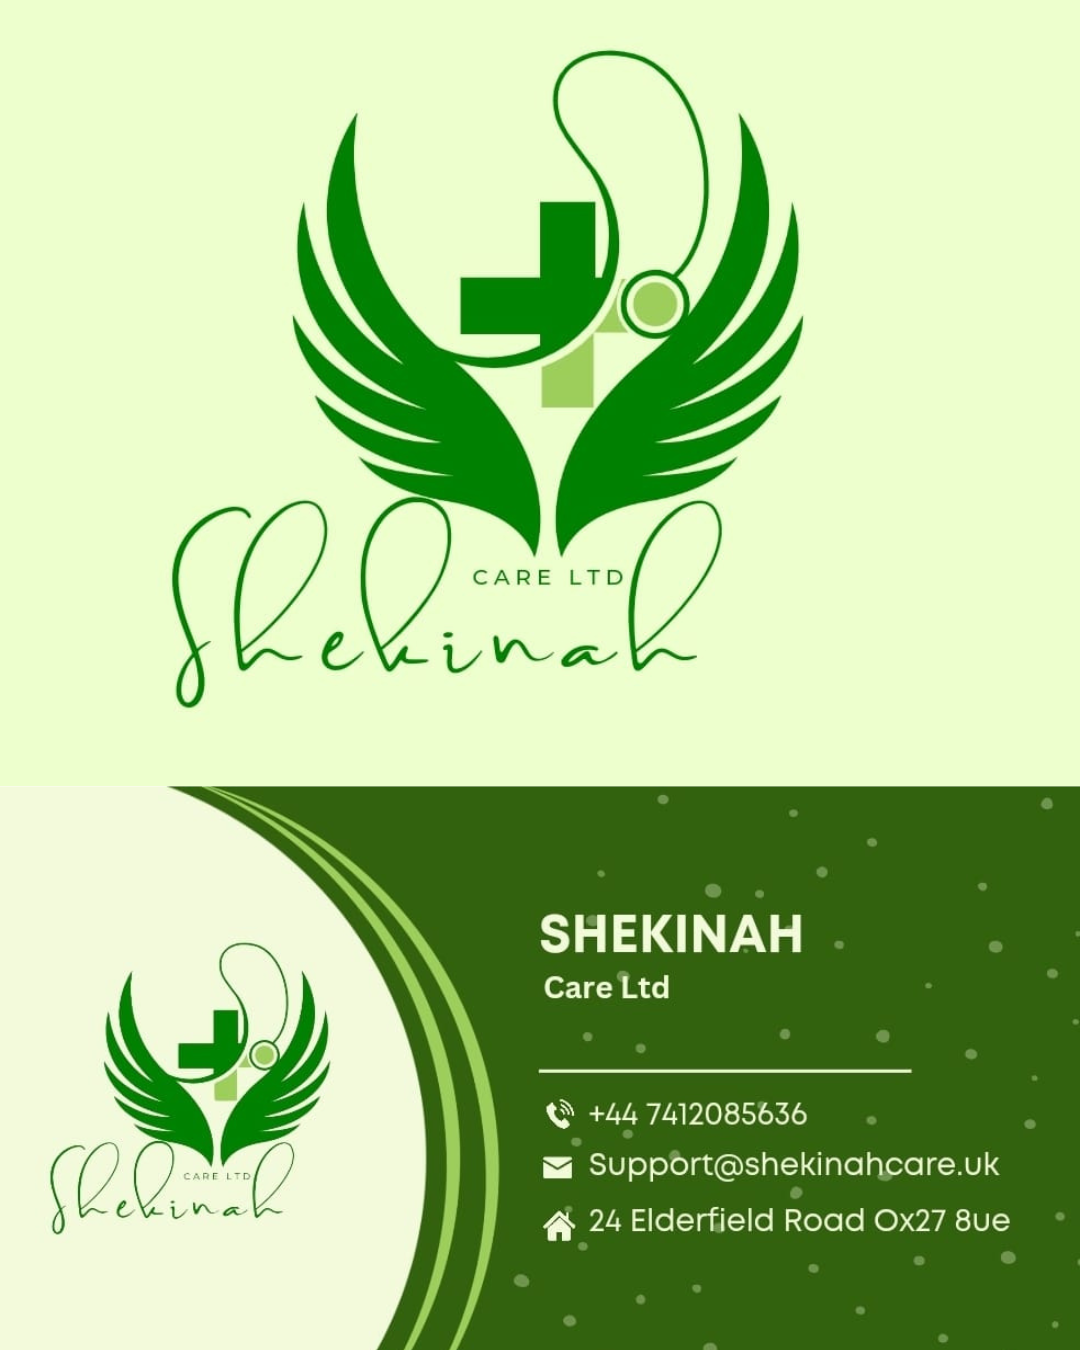 CARE LTD
Shekinah
SHEKINAH
Care Ltd
+44 7412085636
Support@shekinahcare.uk
24 Elderfield Road Ox27 8ue
CARE LTD
Shekinah